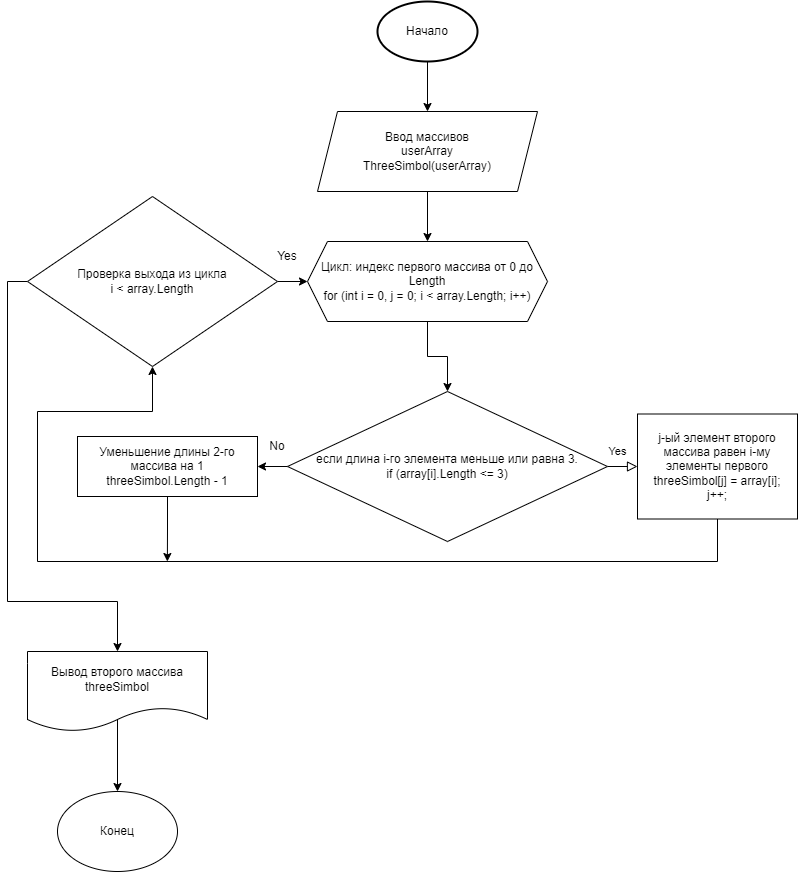 Начало
Ввод массивов
userArray
ThreeSimbol(userArray)
Проверка выхода из цикла
i < array.Length
Yes
Цикл: индекс первого массива от 0 до
Length
for (int i = 0, j = 0; i < array.Length; i++)
Уменьшение длины 2-го
массива на 1
threeSimbol.Length - 1
No
если длина i-го элемента меньше или равна 3.
if (array[i].Length <= 3)
Yes
j-ый элемент второго
массива равен i-му
элементы первого
threeSimbol[j] = array[i];
j++;
Вывод второго массива
threeSimbol
Конец